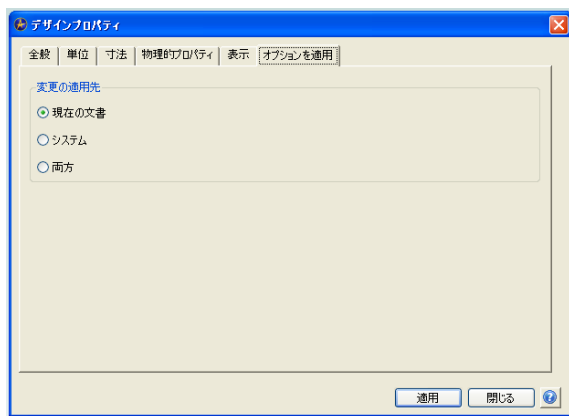 デザインプロパティ
全般 単位 寸法 物理的プロパティ 表示 オプションを適用
変更の適用先
現在の文書
システム
両方
適用 閉じる